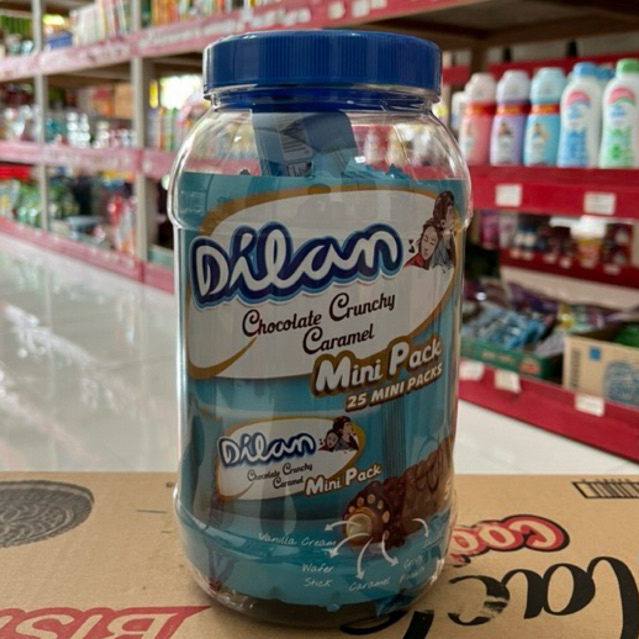 Dilan
Chocolate Crunchy
Caramel
Mini Pack
25 MINI PACKS
Dilan
Chocolate Crunchy
Caramel
Mini Pack
Vanilla Cream
Wafer
Stick
Caramel